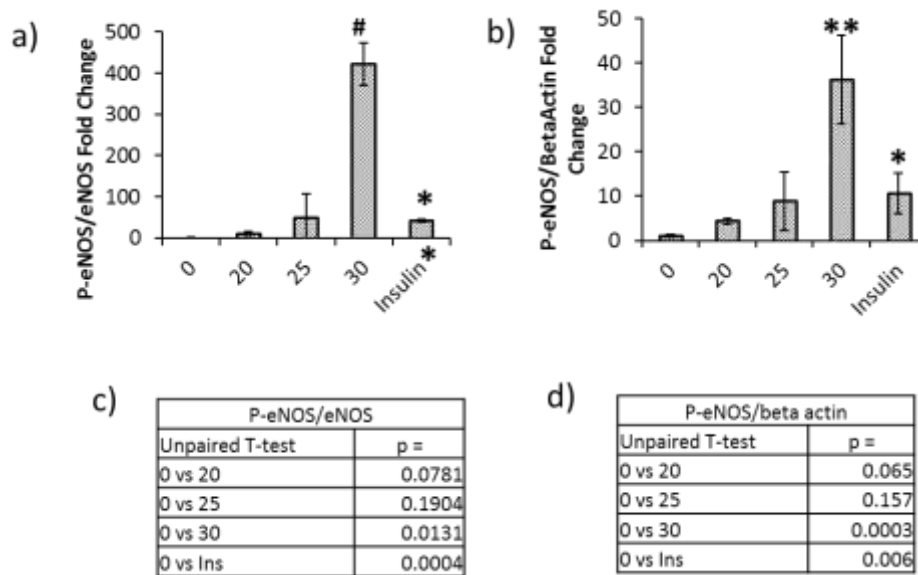 a)
P-eNOS/eNOS Fold Change
500
400
300
200
100
0
#
*
*
0
20
25
30
Insulin
b)
P-eNOS/BetaActin Fold
Change
50
40
30
20
10
0
**
*
0
20
25
30
Insulin
c)
P-eNOS/eNOS
Unpaired T-test p =
0 vs 20 0.0781
0 vs 25 0.1904
0 vs 30 0.0131
0 vs Ins 0.0004
d)
P-eNOS/beta actin
Unpaired T-test p =
0 vs 20 0.065
0 vs 25 0.157
0 vs 30 0.0003
0 vs Ins 0.006